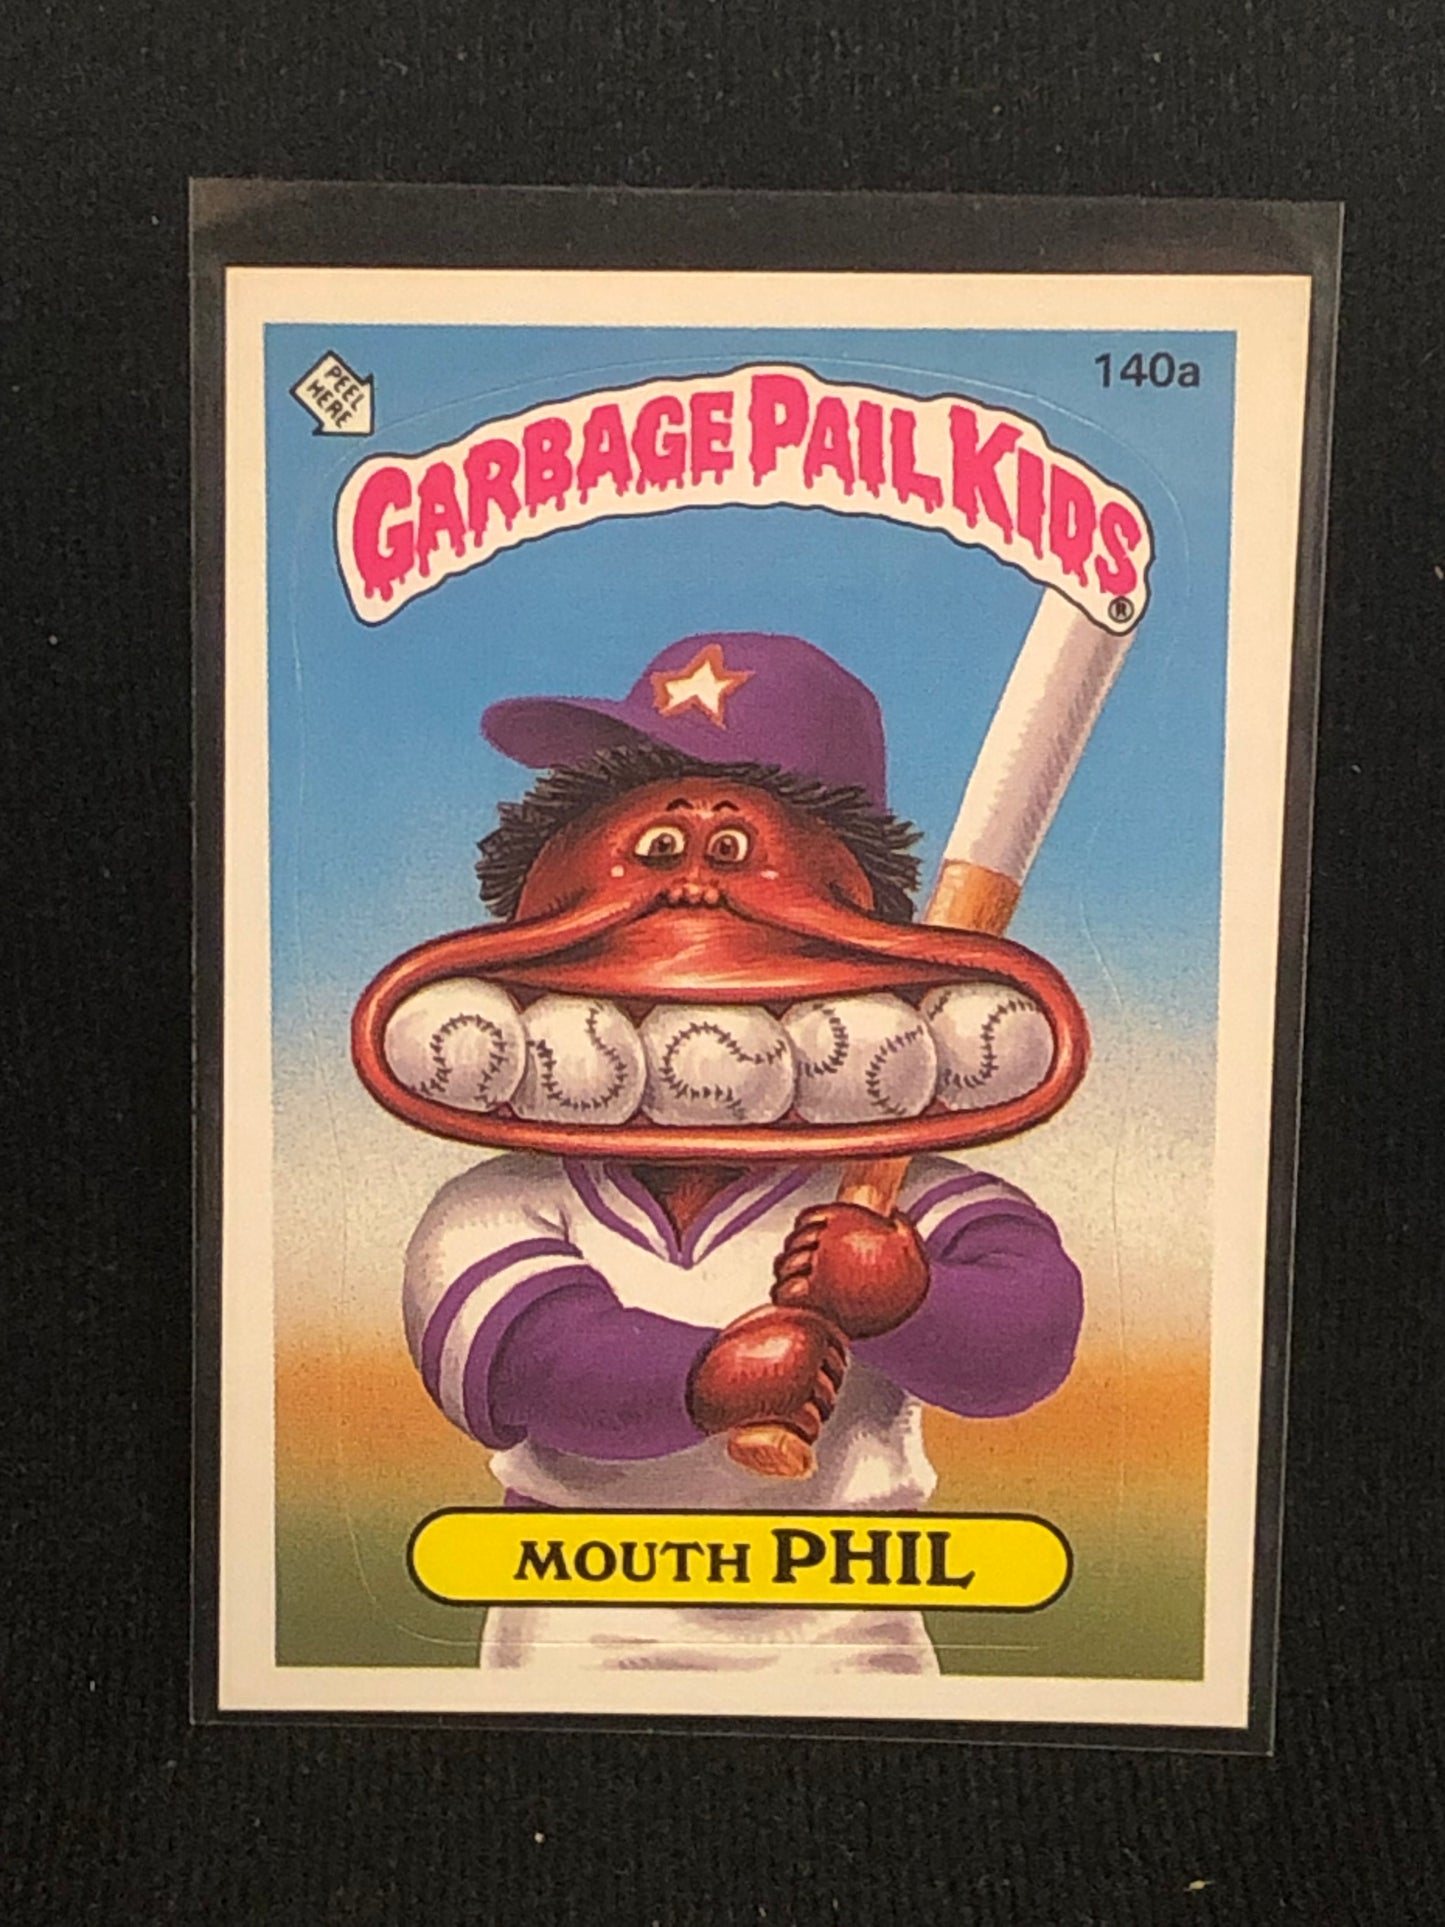 PEEL
HERE
140a
GARBAGE PAIL KIDS
®
MOUTH PHIL